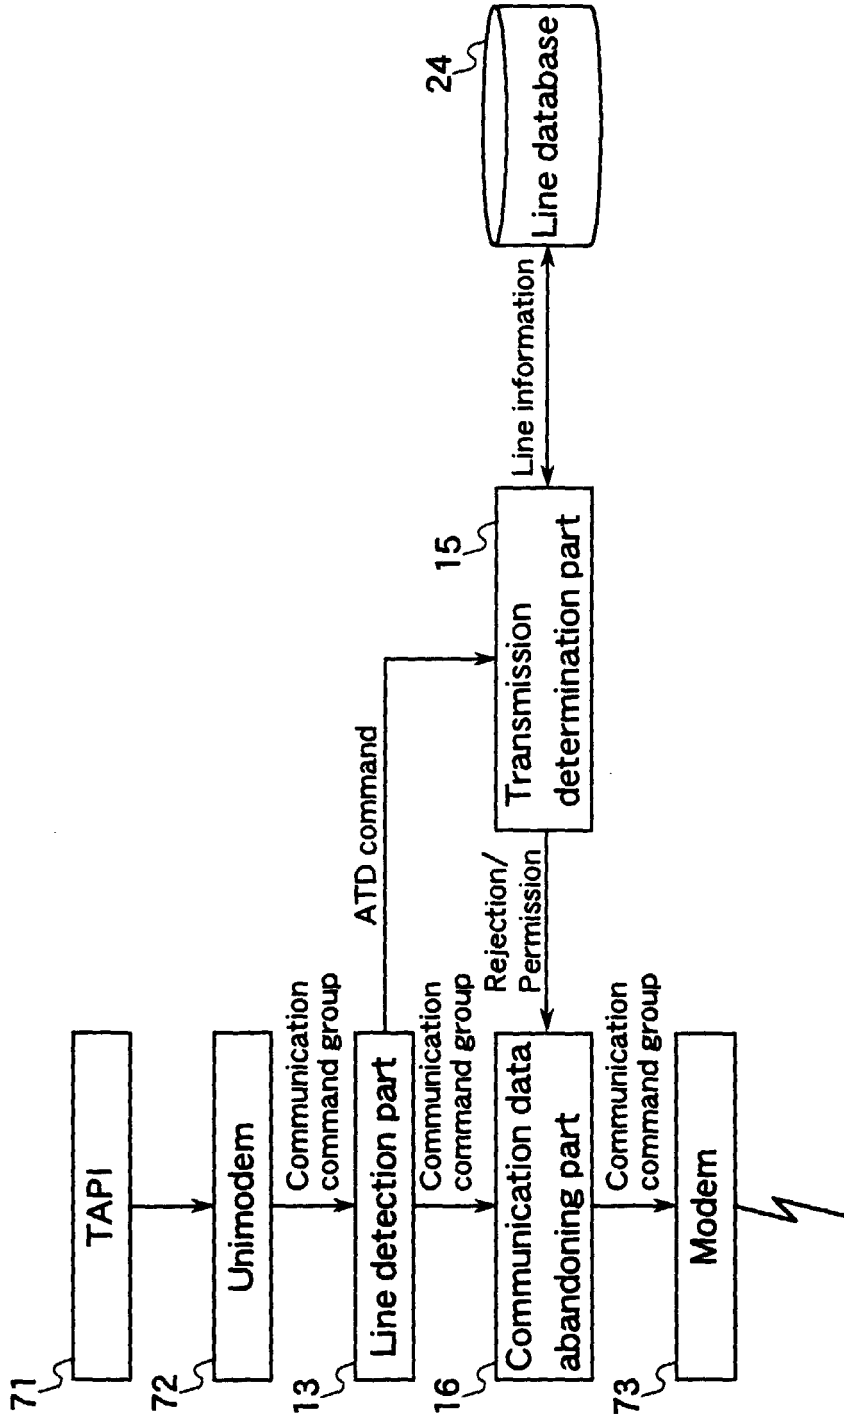 71
TAPI
72
Unimodem
Communication
command group
13
Line detection part
ATD command
Communication
command group
16
Communication data
abandoning part
Rejection/
Permission
15
Transmission
determination part
Line information
24
Line database
Communication
command group
73
Modem